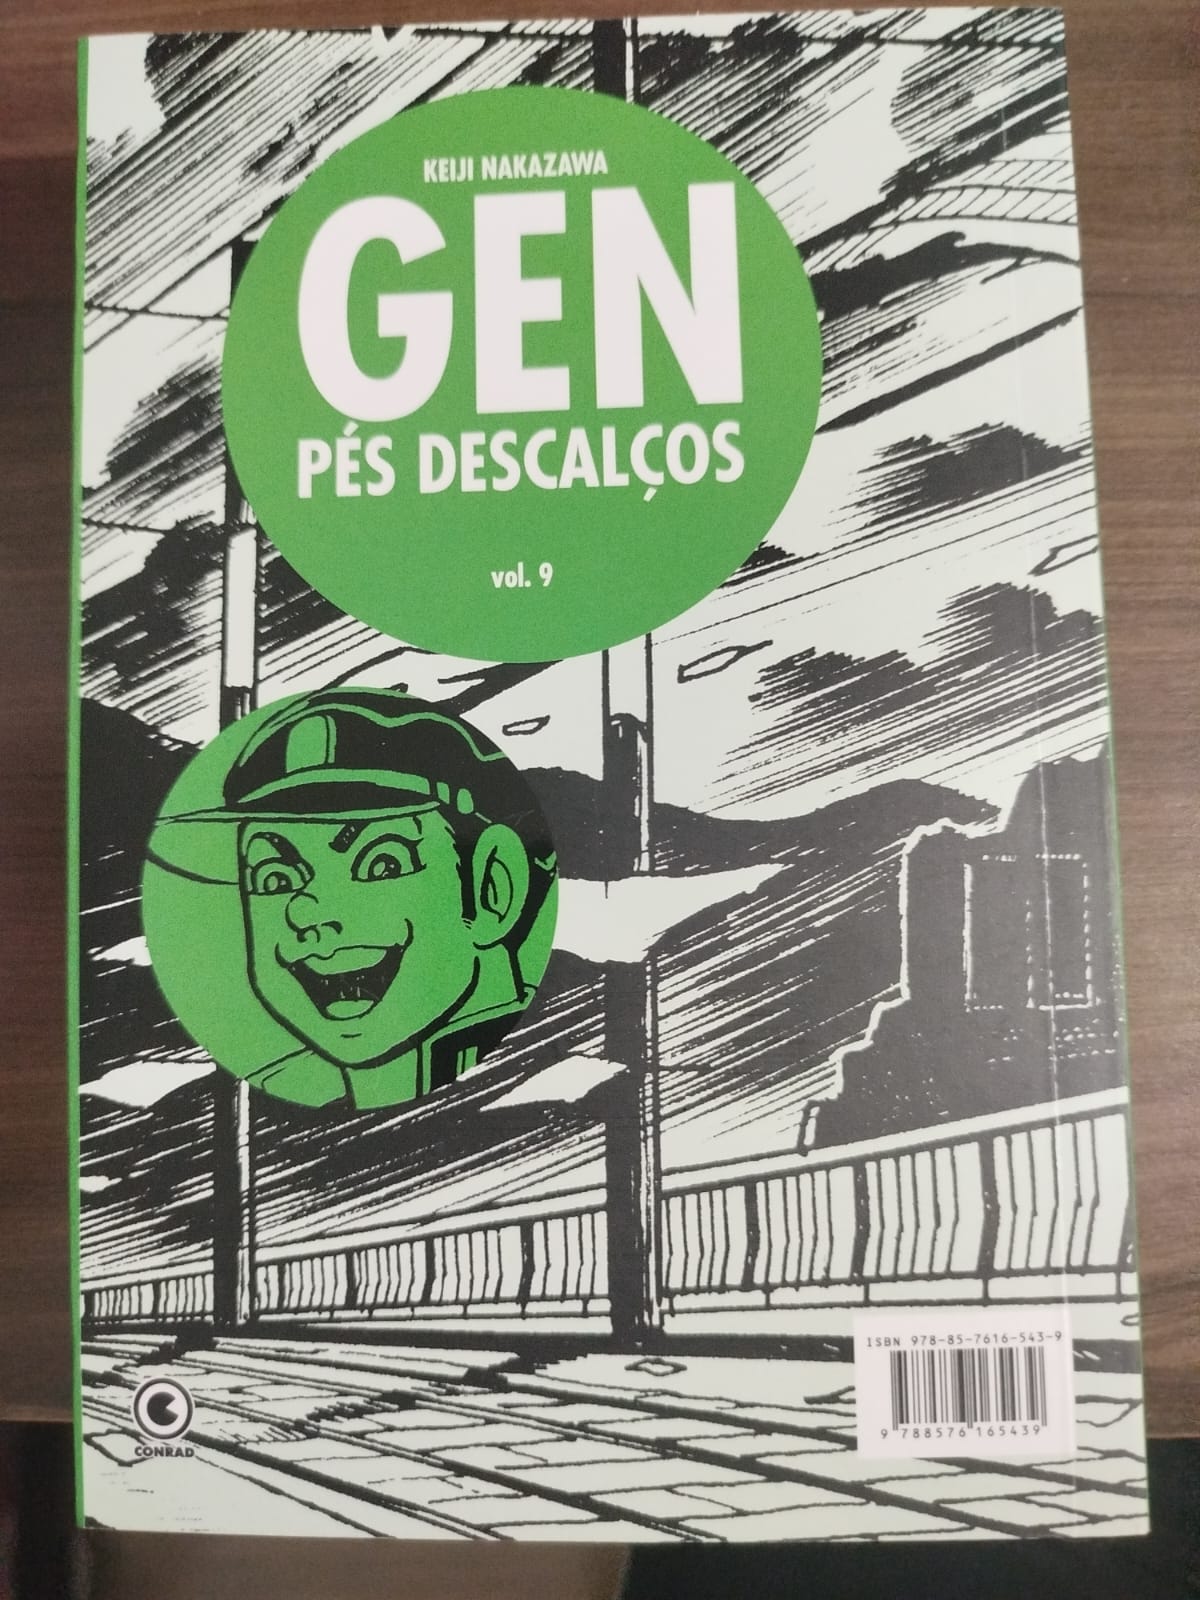 KEIJI NAKAZAWA
GEN
PÉS DESCALÇOS
vol. 9
ISBN 978-85-7616-543-9
9 788576 165439
CONRAD